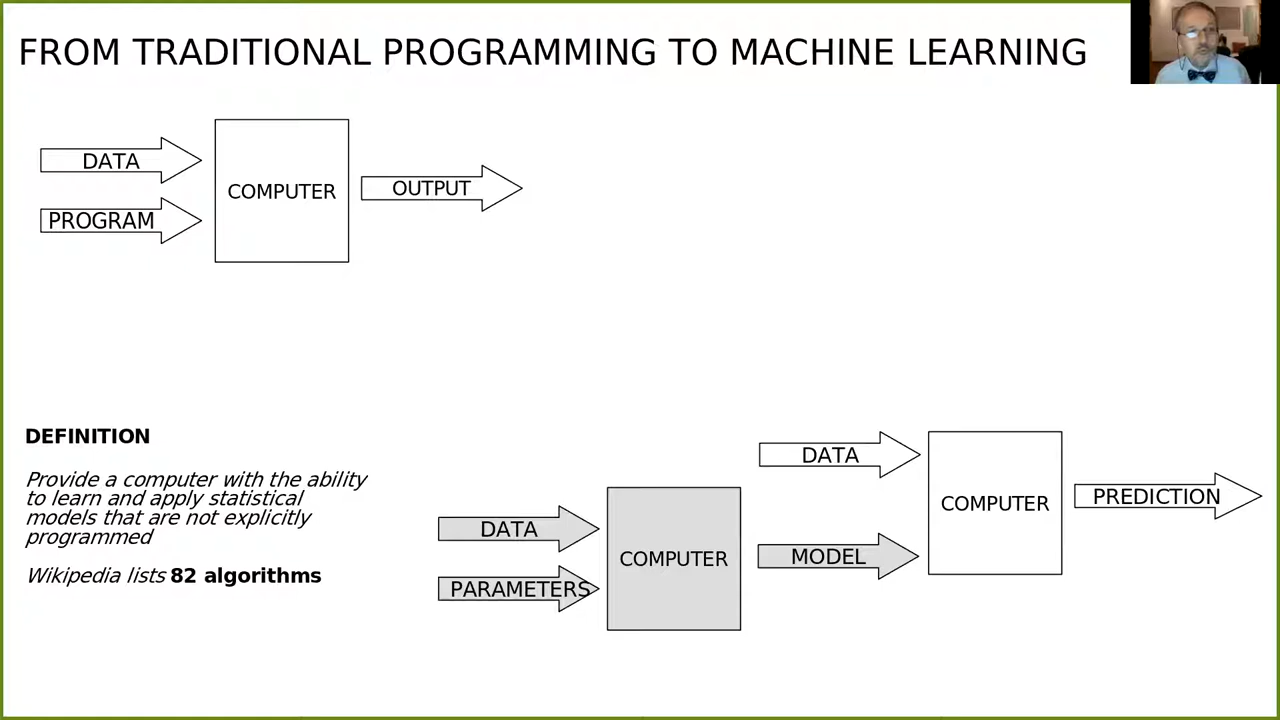 FROM TRADITIONAL PROGRAMMING TO MACHINE LEARNING
DATA
PROGRAM
COMPUTER
OUTPUT
DEFINITION
Provide a computer with the ability
to learn and apply statistical
models that are not explicitly
programmed
Wikipedia lists 82 algorithms
DATA
PARAMETERS
COMPUTER
DATA
MODEL
COMPUTER
PREDICTION